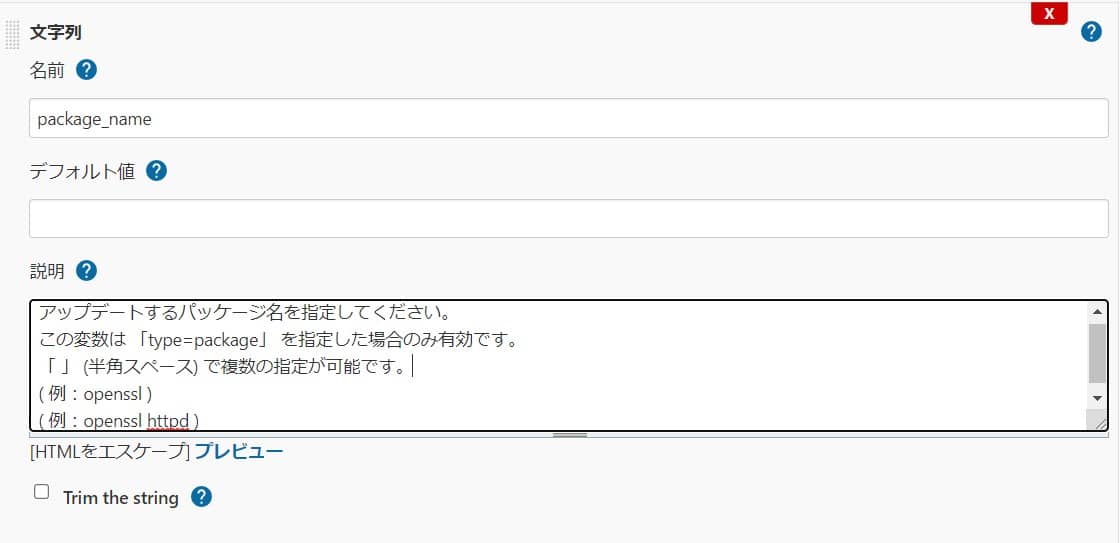 X
文字列 ?
名前 ?
package_name
デフォルト値 ?
説明 ?
アップデートするパッケージ名を指定してください。
この変数は 「type=package」 を指定した場合のみ有効です。
「 」 (半角スペース) で複数の指定が可能です。
( 例：openssl )
( 例：openssl httpd )
[HTMLをエスケープ] プレビュー
Trim the string ?